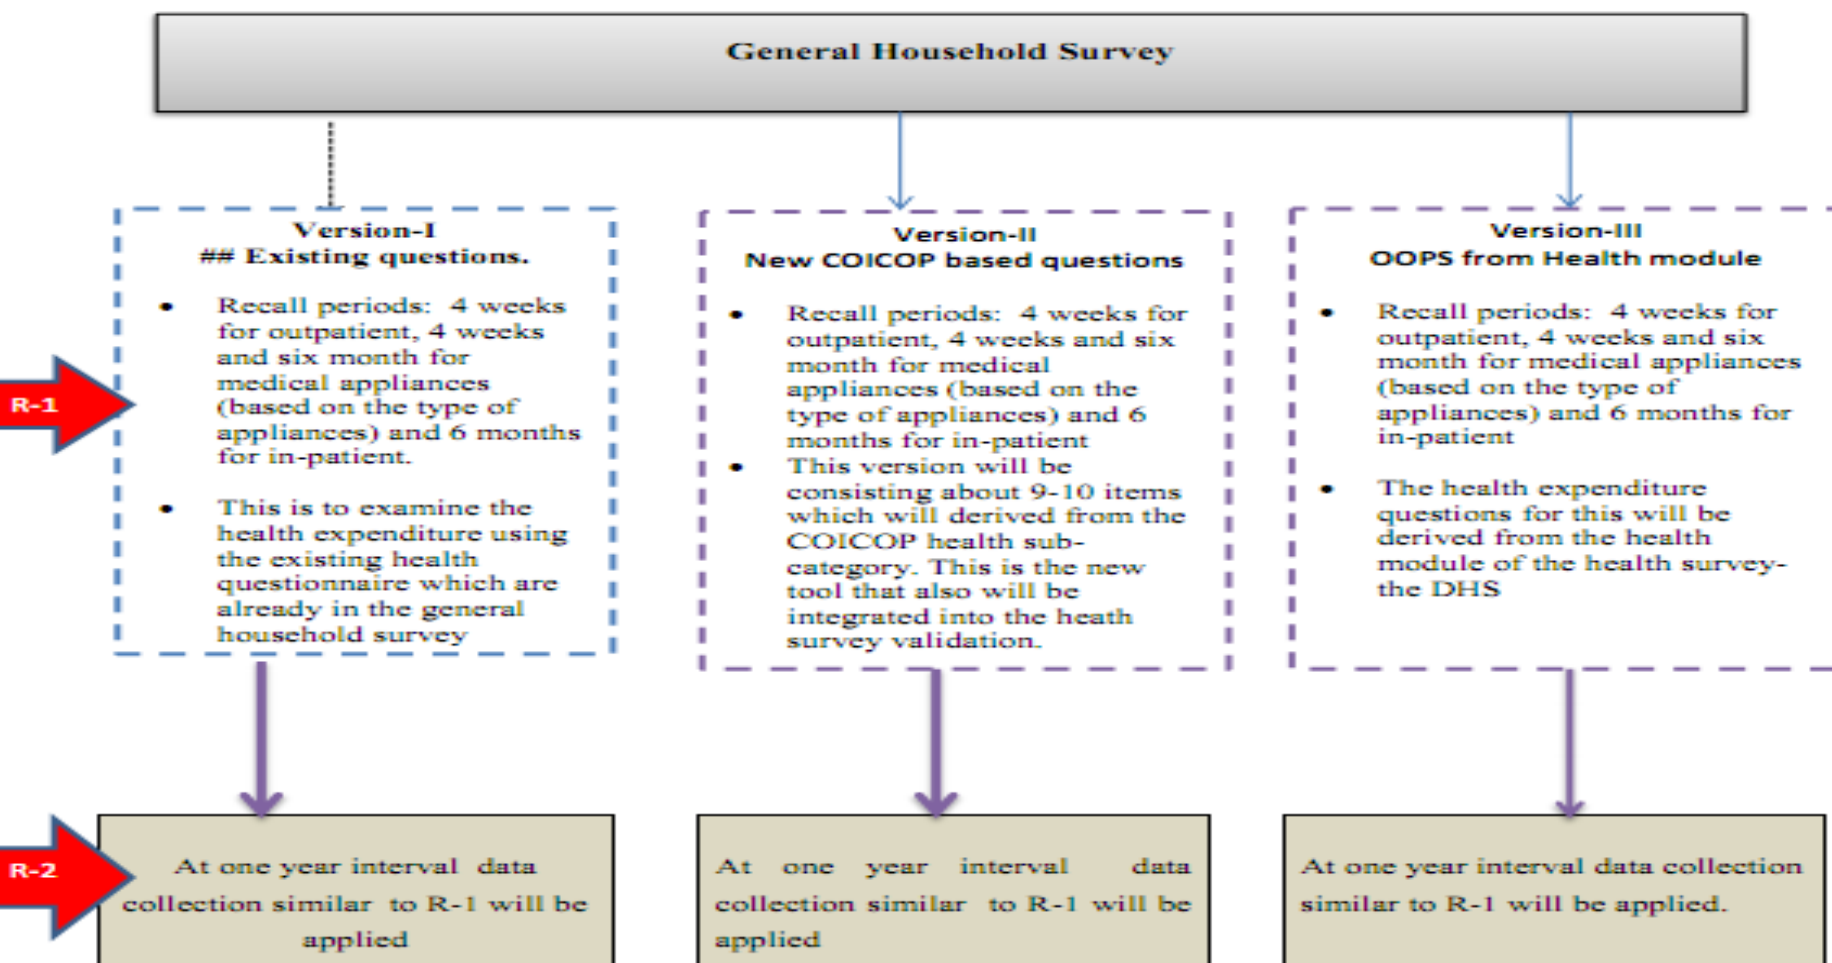 General Household Survey
Version-I
## Existing questions.
• Recall periods: 4 weeks
for outpatient, 4 weeks
and six month for
medical appliances
(based on the type of
appliances) and 6 months
for in-patient.
• This is to examine the
health expenditure using
the existing health
questionnaire which are
already in the general
household survey
Version-II
New COICOP based questions
• Recall periods: 4 weeks for
outpatient, 4 weeks and six
month for medical
appliances (based on the
type of appliances) and 6
months for in-patient
• This version will be
consisting about 9-10 items
which will derived from the
COICOP health sub-
category. This is the new
tool that also will be
integrated into the heath
survey validation.
Version-III
OOPS from Health module
• Recall periods: 4 weeks for
outpatient, 4 weeks and six
month for medical appliances
(based on the type of
appliances) and 6 months for
in-patient
• The health expenditure
questions for this will be
derived from the health
module of the health survey-
the DHS
R-1
R-2
At one year interval data
collection similar to R-1 will be
applied
At one year interval data
collection similar to R-1 will be
applied
At one year interval data collection
similar to R-1 will be applied.